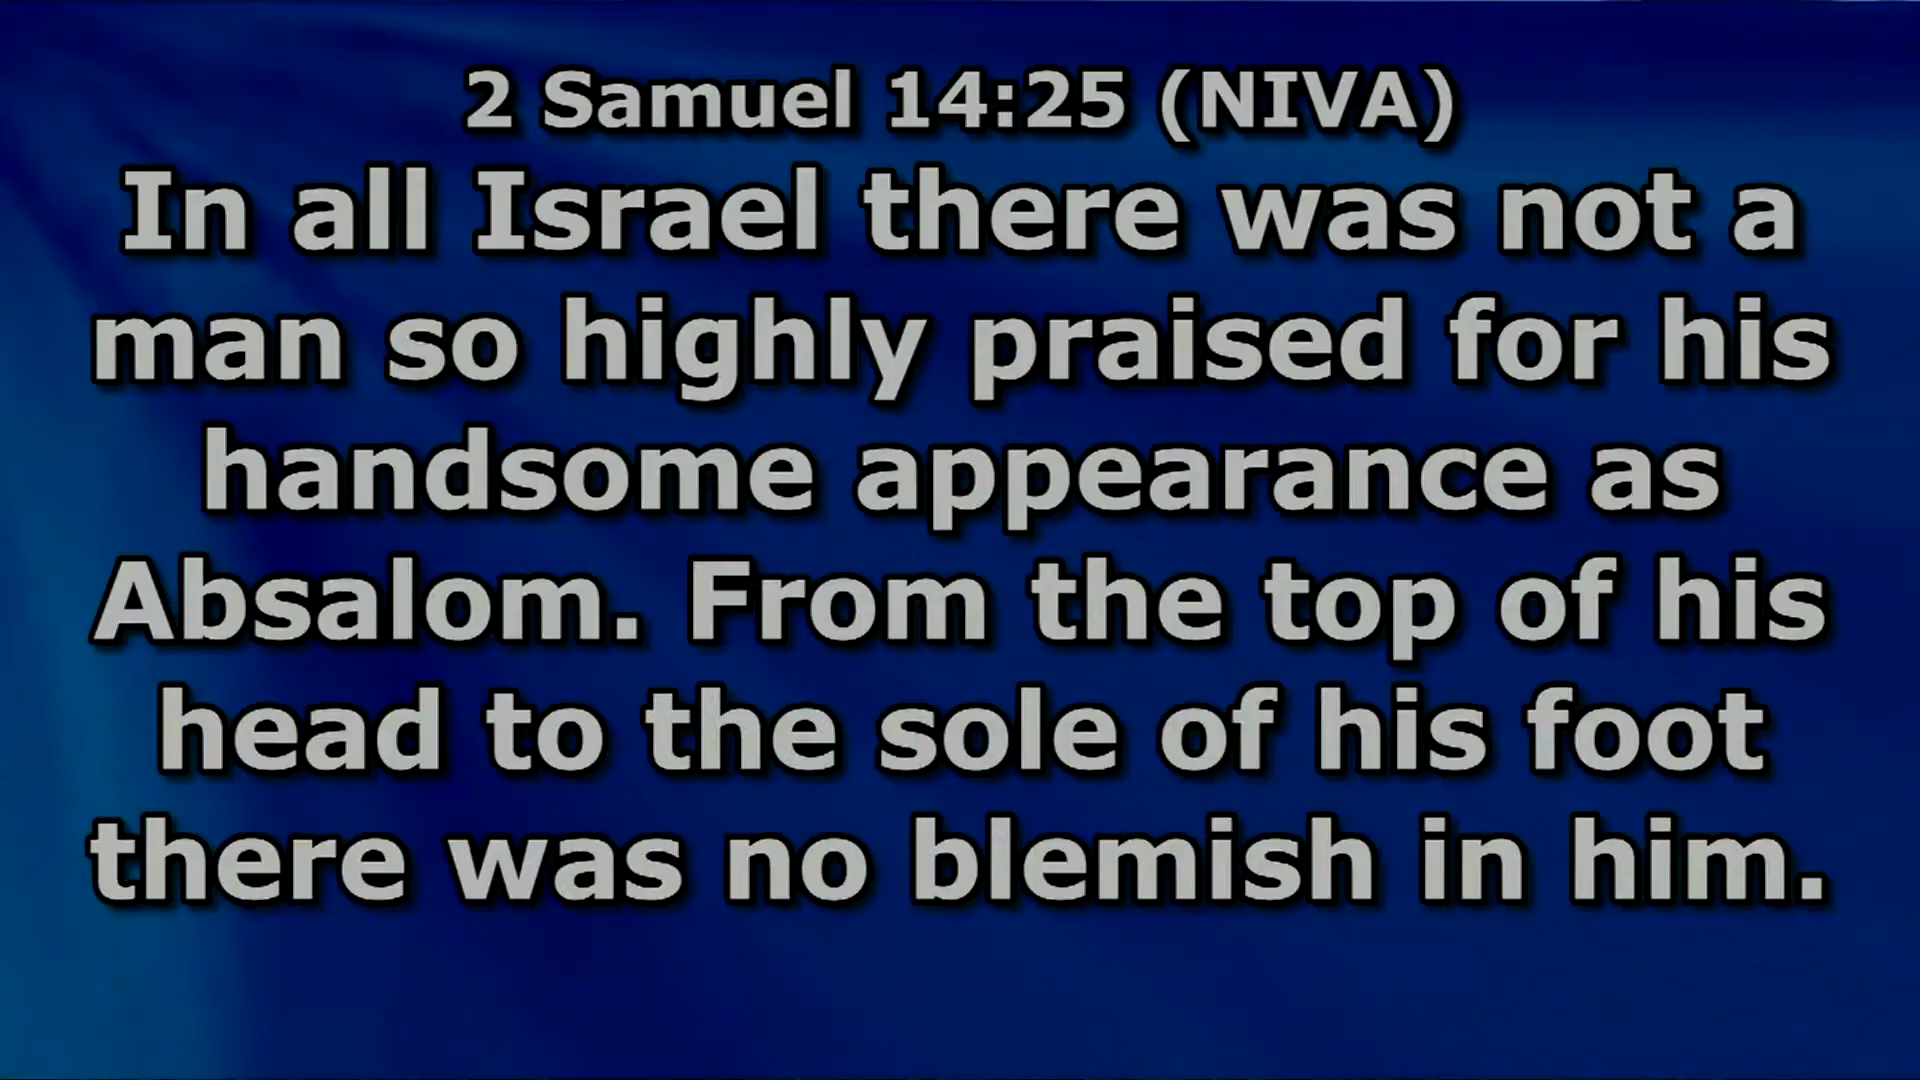 2 Samuel 14:25 (NIVA)
In all Israel there was not a
man so highly praised for his
handsome appearance as
Absalom. From the top of his
head to the sole of his foot
there was no blemish in him.